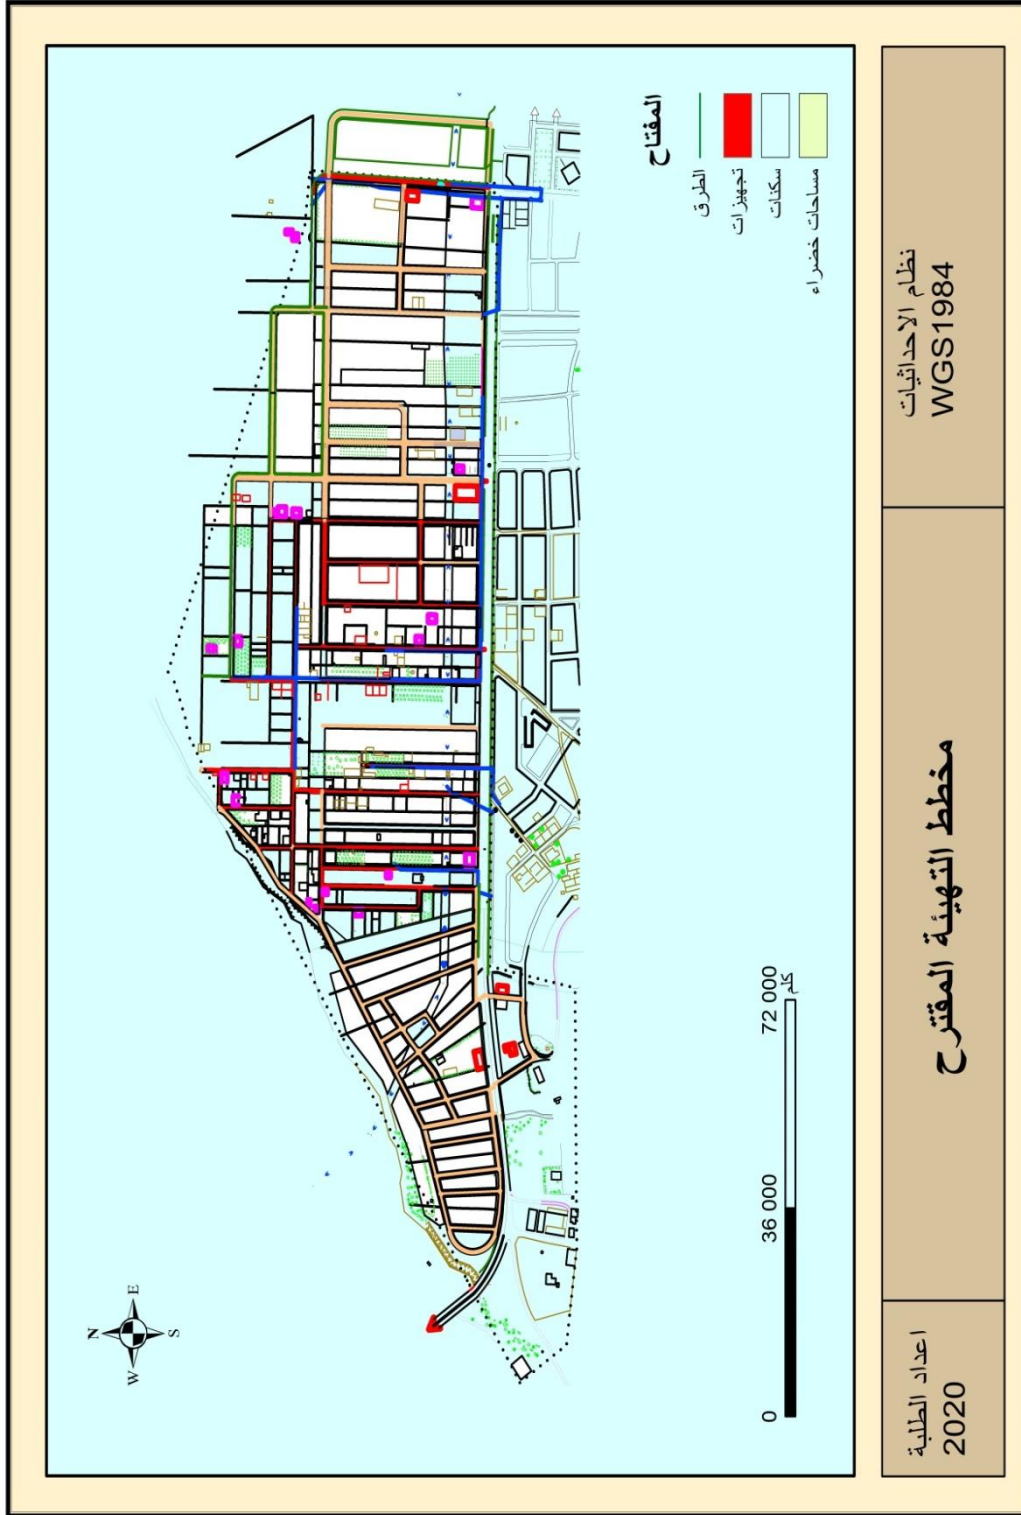 المفتاح
الطرق
تجهيزات
سكنات
مساحات خضراء
N
E
W
S
0
36 000
72 000
كلم
نظام الاحداثيات
WGS1984
مخطط التهيئة المقترح
اعداد الطلبة
2020